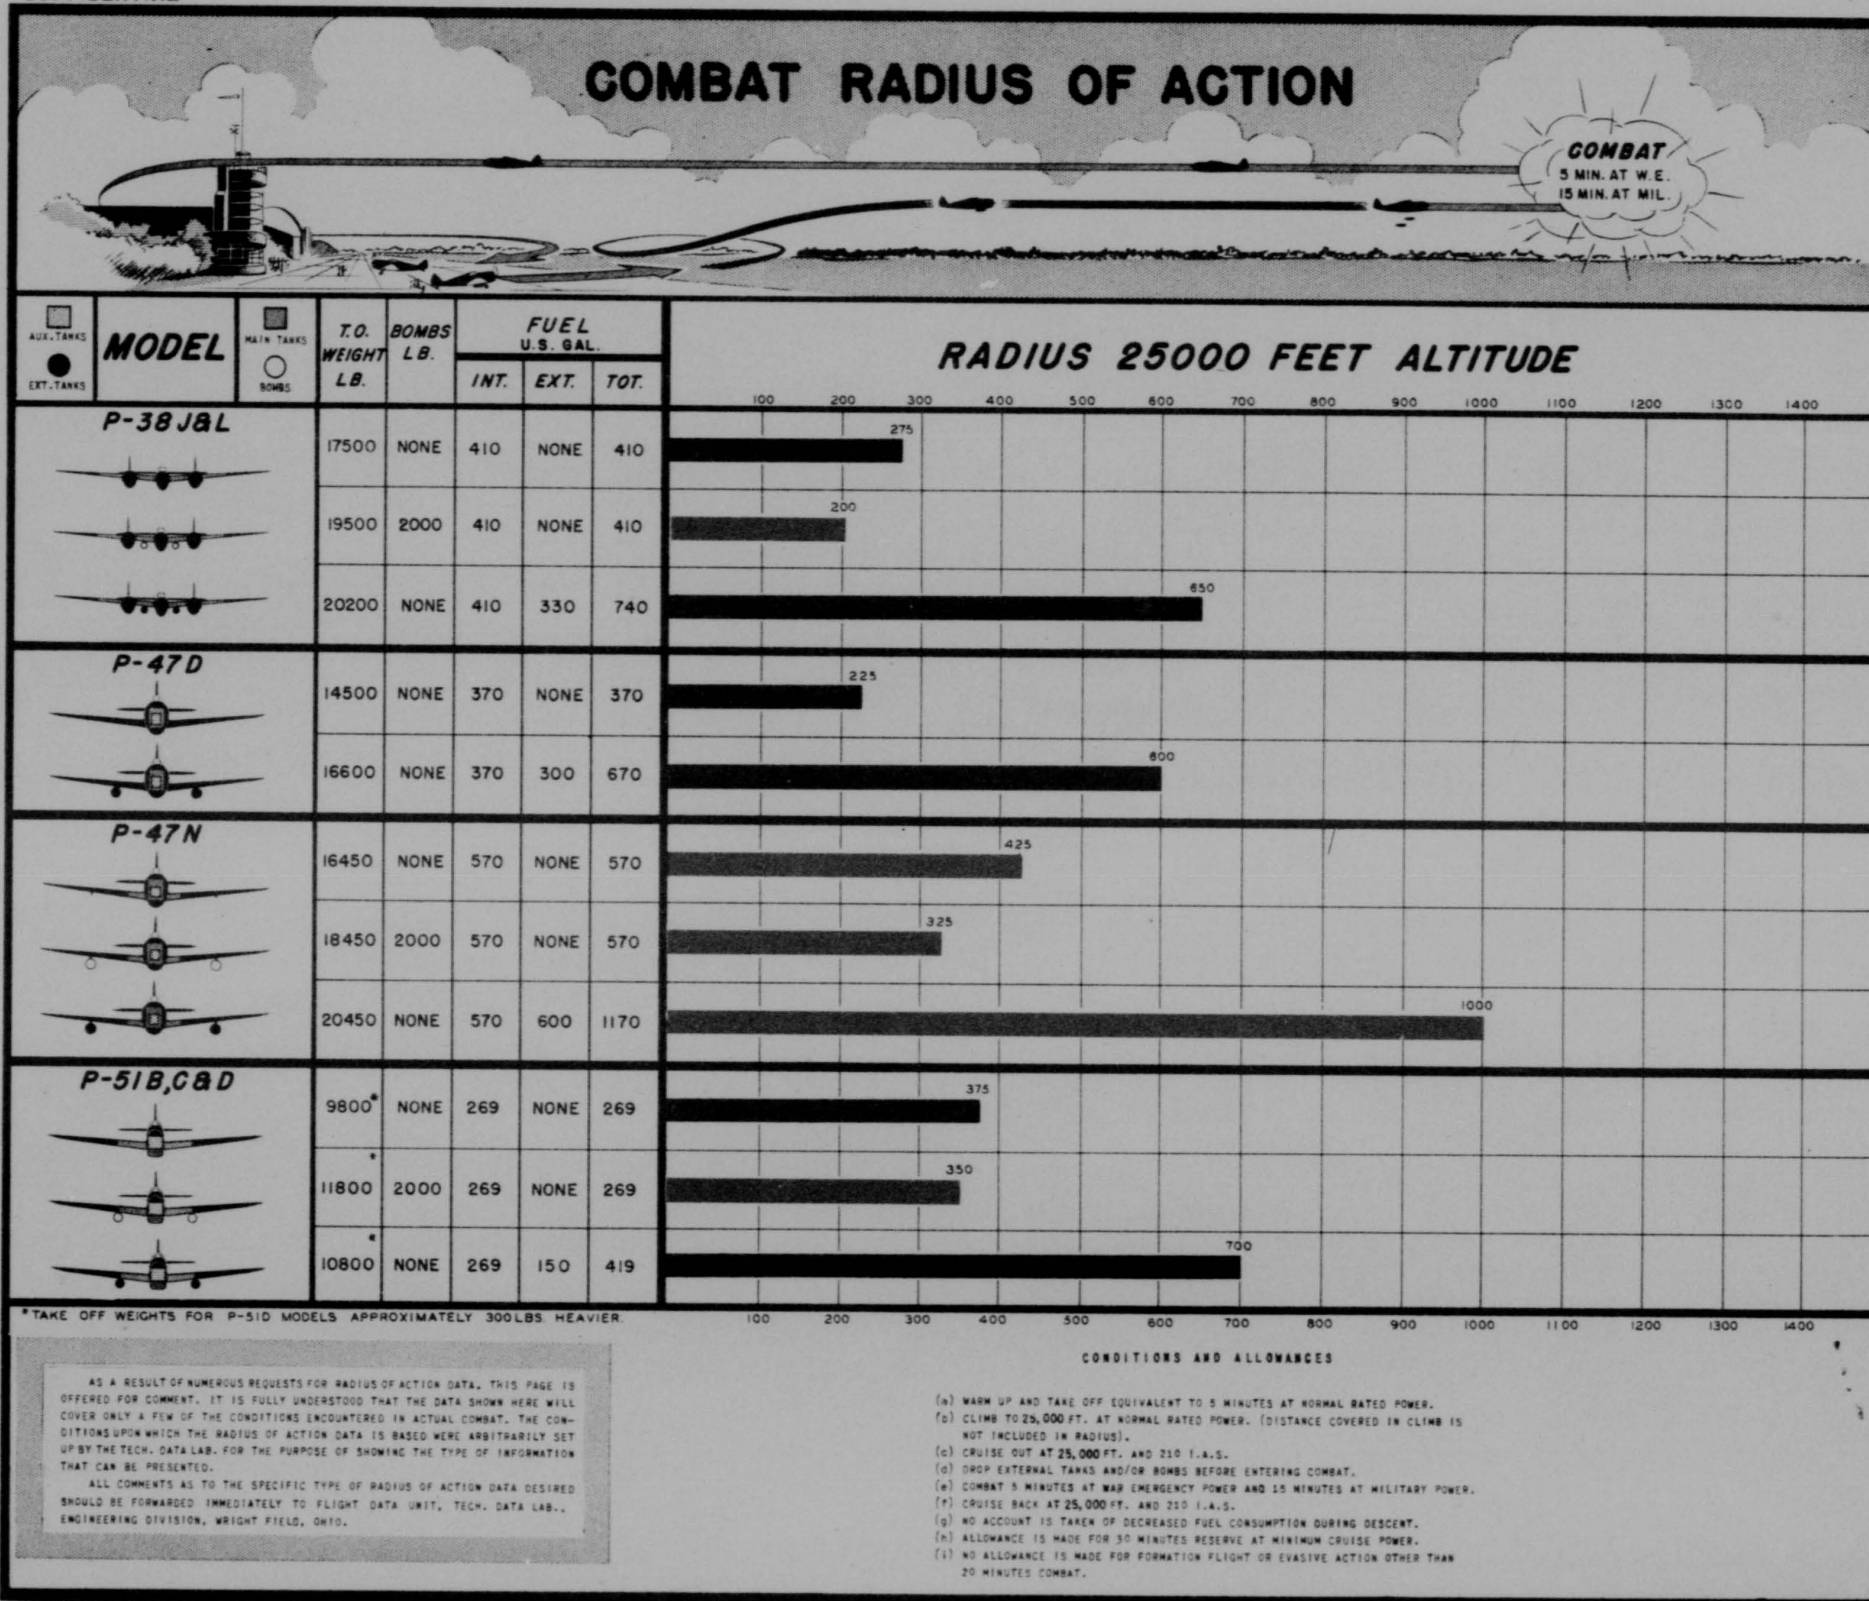 COMBAT RADIUS OF ACTION
COMBAT
5 MIN. AT W.E.
15 MIN. AT MIL.
AUX. TANKS
EXT. TANKS
MODEL
MAIN TANKS
BOMBS
T.O. WEIGHT LB.
BOMBS LB.
FUEL
U.S. GAL.
INT. EXT. TOT.
RADIUS 25000 FEET ALTITUDE
100 200 300 400 500 600 700 800 900 1000 1100 1200 1300 1400
P-38J&L
17500 NONE 410 NONE 410 275
19500 2000 410 NONE 410 200
20200 NONE 410 330 740 650
P-47D
14500 NONE 370 NONE 370 225
16600 NONE 370 300 670 600
P-47N
16450 NONE 570 NONE 570 425
18450 2000 570 NONE 570 325
20450 NONE 570 600 1170 1000
P-51B,C&D
9800* NONE 269 NONE 269 375
11800* 2000 269 NONE 269 350
10800* NONE 269 150 419 700
*TAKE OFF WEIGHTS FOR P-51D MODELS APPROXIMATELY 300LBS. HEAVIER.
100 200 300 400 500 600 700 800 900 1000 1100 1200 1300 1400
AS A RESULT OF NUMEROUS REQUESTS FOR RADIUS OF ACTION DATA, THIS PAGE IS
OFFERED FOR COMMENT. IT IS FULLY UNDERSTOOD THAT THE DATA SHOWN HERE WILL
COVER ONLY A FEW OF THE CONDITIONS ENCOUNTERED IN ACTUAL COMBAT. THE CON-
DITIONS UPON WHICH THE RADIUS OF ACTION DATA IS BASED WERE ARBITRARILY SET
UP BY THE TECH. DATA LAB. FOR THE PURPOSE OF SHOWING THE TYPE OF INFORMATION
THAT CAN BE PRESENTED.
ALL COMMENTS AS TO THE SPECIFIC TYPE OF RADIUS OF ACTION DATA DESIRED
SHOULD BE FORWARDED IMMEDIATELY TO FLIGHT DATA UNIT, TECH. DATA LAB.,
ENGINEERING DIVISION, WRIGHT FIELD, OHIO.
CONDITIONS AND ALLOWANCES
(a) WARM UP AND TAKE OFF EQUIVALENT TO 5 MINUTES AT NORMAL RATED POWER.
(b) CLIMB TO 25,000 FT. AT NORMAL RATED POWER. (DISTANCE COVERED IN CLIMB IS
NOT INCLUDED IN RADIUS).
(c) CRUISE OUT AT 25,000 FT. AND 210 I.A.S.
(d) DROP EXTERNAL TANKS AND/OR BOMBS BEFORE ENTERING COMBAT.
(e) COMBAT 5 MINUTES AT WAR EMERGENCY POWER AND 15 MINUTES AT MILITARY POWER.
(f) CRUISE BACK AT 25,000 FT. AND 210 I.A.S.
(g) NO ACCOUNT IS TAKEN OF DECREASED FUEL CONSUMPTION DURING DESCENT.
(h) ALLOWANCE IS MADE FOR 30 MINUTES RESERVE AT MINIMUM CRUISE POWER.
(i) NO ALLOWANCE IS MADE FOR FORMATION FLIGHT OR EVASIVE ACTION OTHER THAN
20 MINUTES COMBAT.